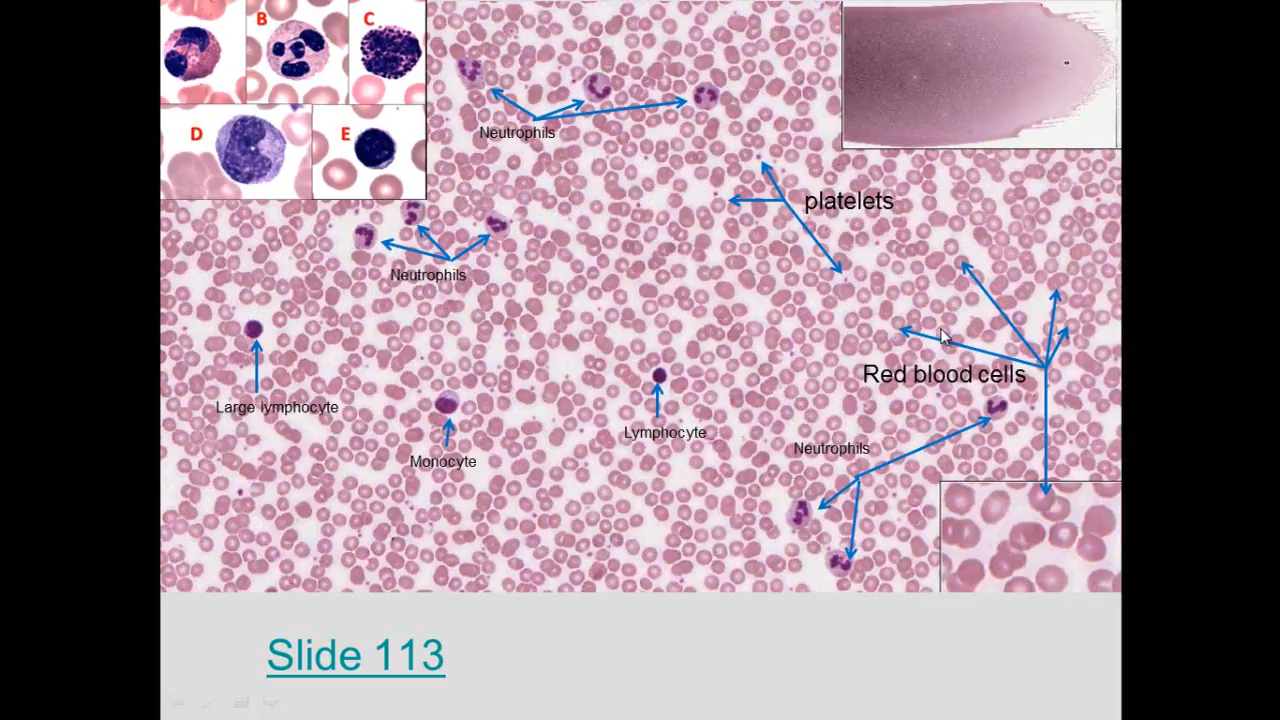 B
C
D
E
Neutrophils
platelets
Neutrophils
Red blood cells
Large lymphocyte
Lymphocyte
Neutrophils
Monocyte
Slide 113